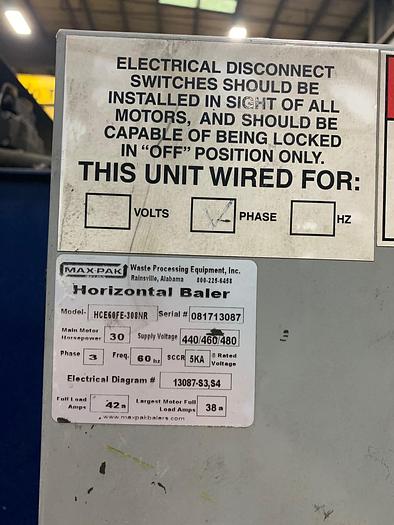 ELECTRICAL DISCONNECT
SWITCHES SHOULD BE
INSTALLED IN SIGHT OF ALL
MOTORS, AND SHOULD BE
CAPABLE OF BEING LOCKED
IN "OFF" POSITION ONLY.
THIS UNIT WIRED FOR:
VOLTS PHASE HZ
MAX-PAK Waste Processing Equipment, Inc.
Rainsville, Alabama 800-225-6458
Horizontal Baler
Model- HCE60FE-308NR Serial # 081713087
Main Motor Horsepower 30 Supply Voltage 440/460/480
Phase 3 Freq. 60 hz SCCR 5KA @ Rated Voltage
Electrical Diagram # 13087-S3,S4
Full Load Amps 42a Largest Motor Full Load Amps 38a
www.maxpakbalers.com